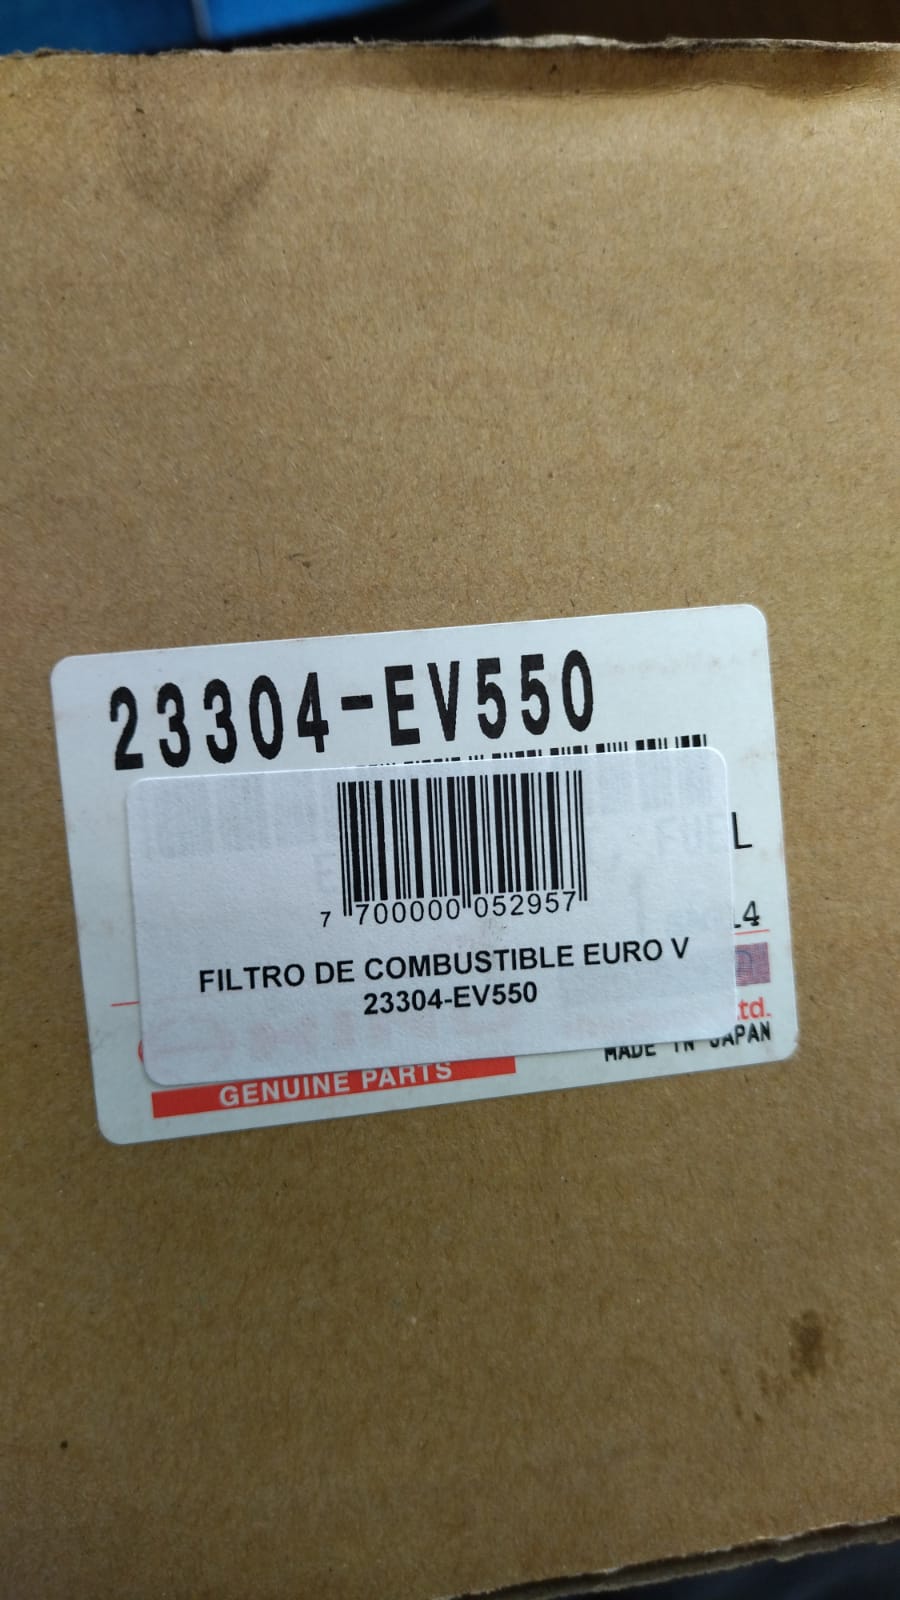 23304-EV550
7 700000 052957
FILTRO DE COMBUSTIBLE EURO V
23304-EV550
GENUINE PARTS
MADE IN JAPAN